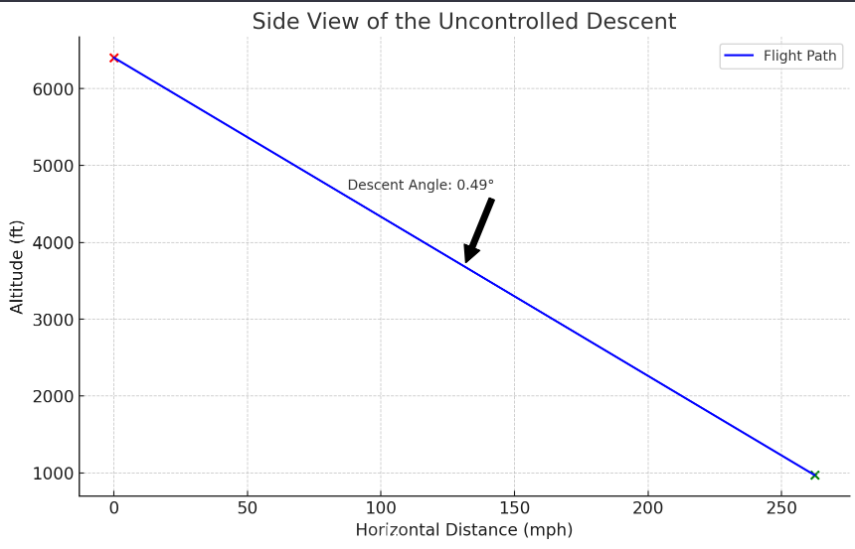 Side View of the Uncontrolled Descent
Flight Path
Descent Angle: 0.49°
Altitude (ft)
6000
5000
4000
3000
2000
1000
0
50
100
150
200
250
Horizontal Distance (mph)